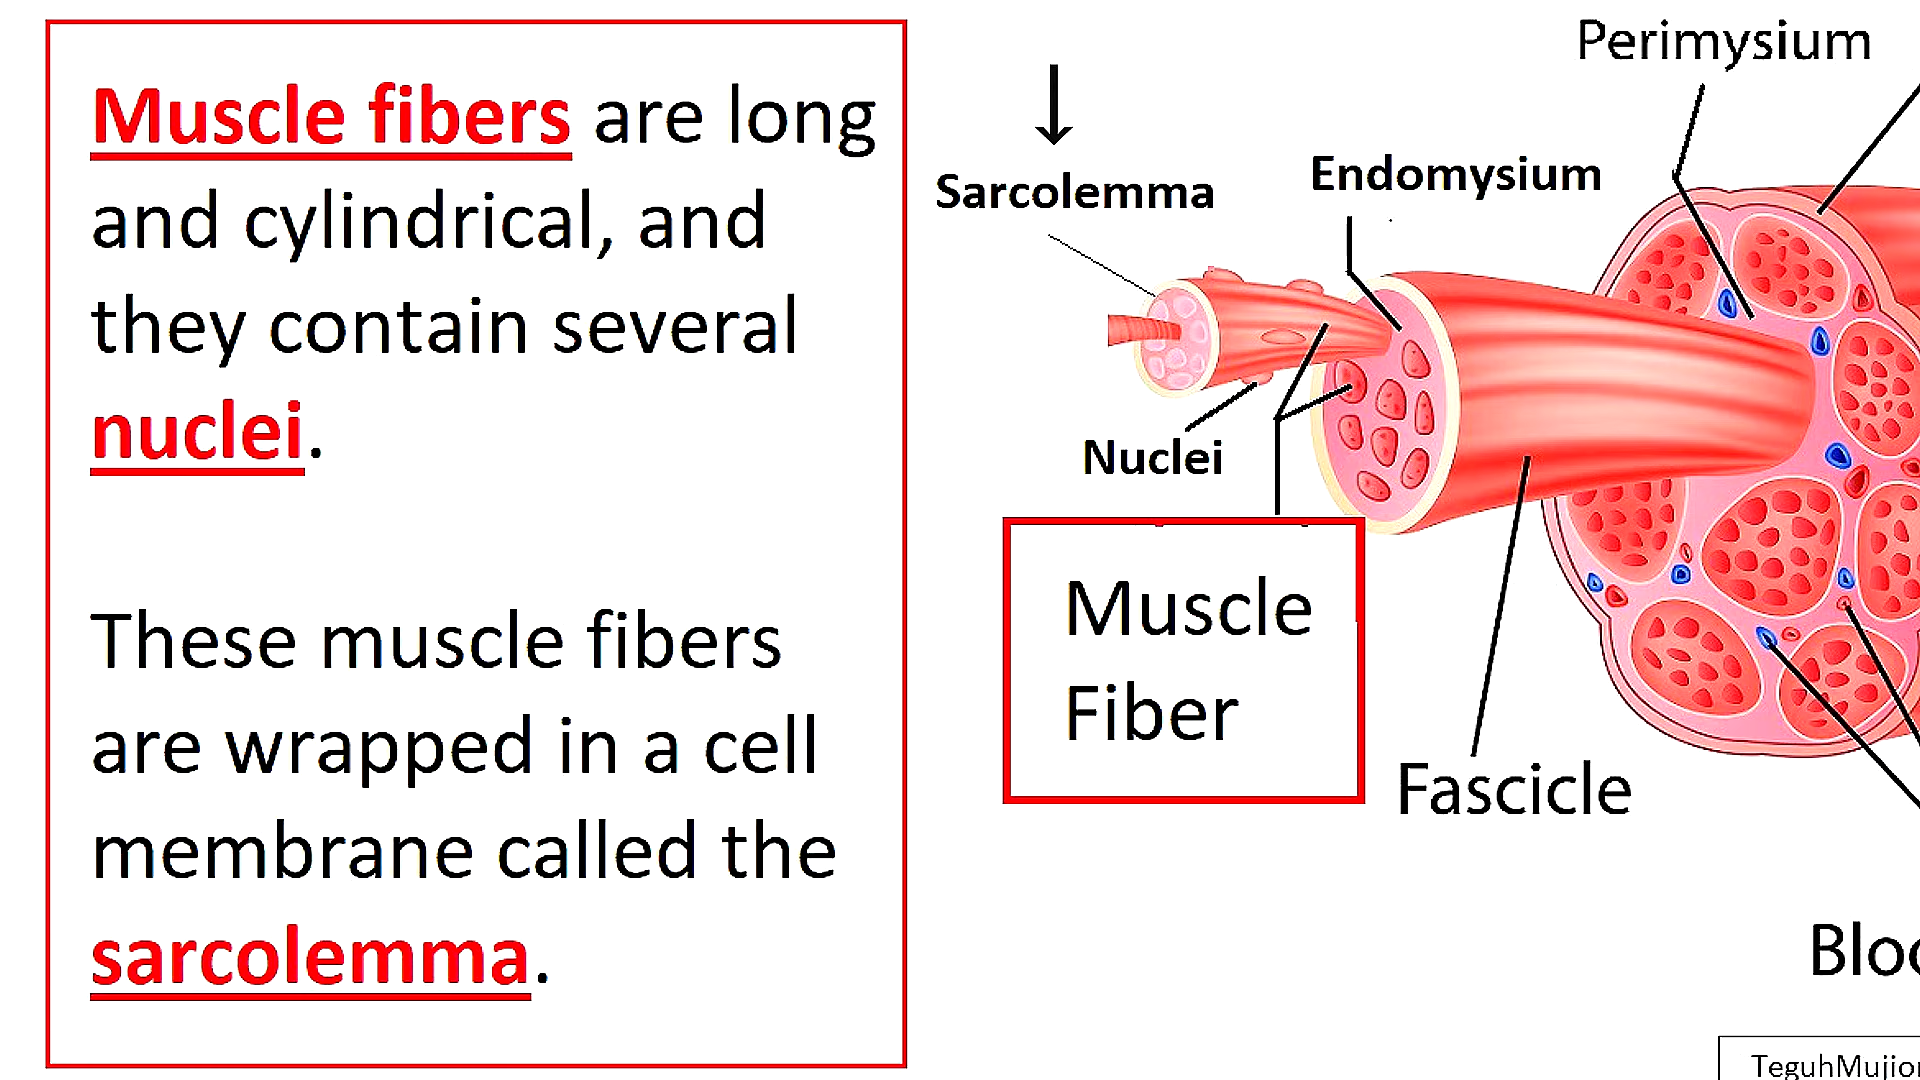 Muscle fibers are long
and cylindrical, and
they contain several
nuclei.
These muscle fibers
are wrapped in a cell
membrane called the
sarcolemma.
Perimysium
Sarcolemma
Endomysium
Nuclei
Muscle
Fiber
Fascicle